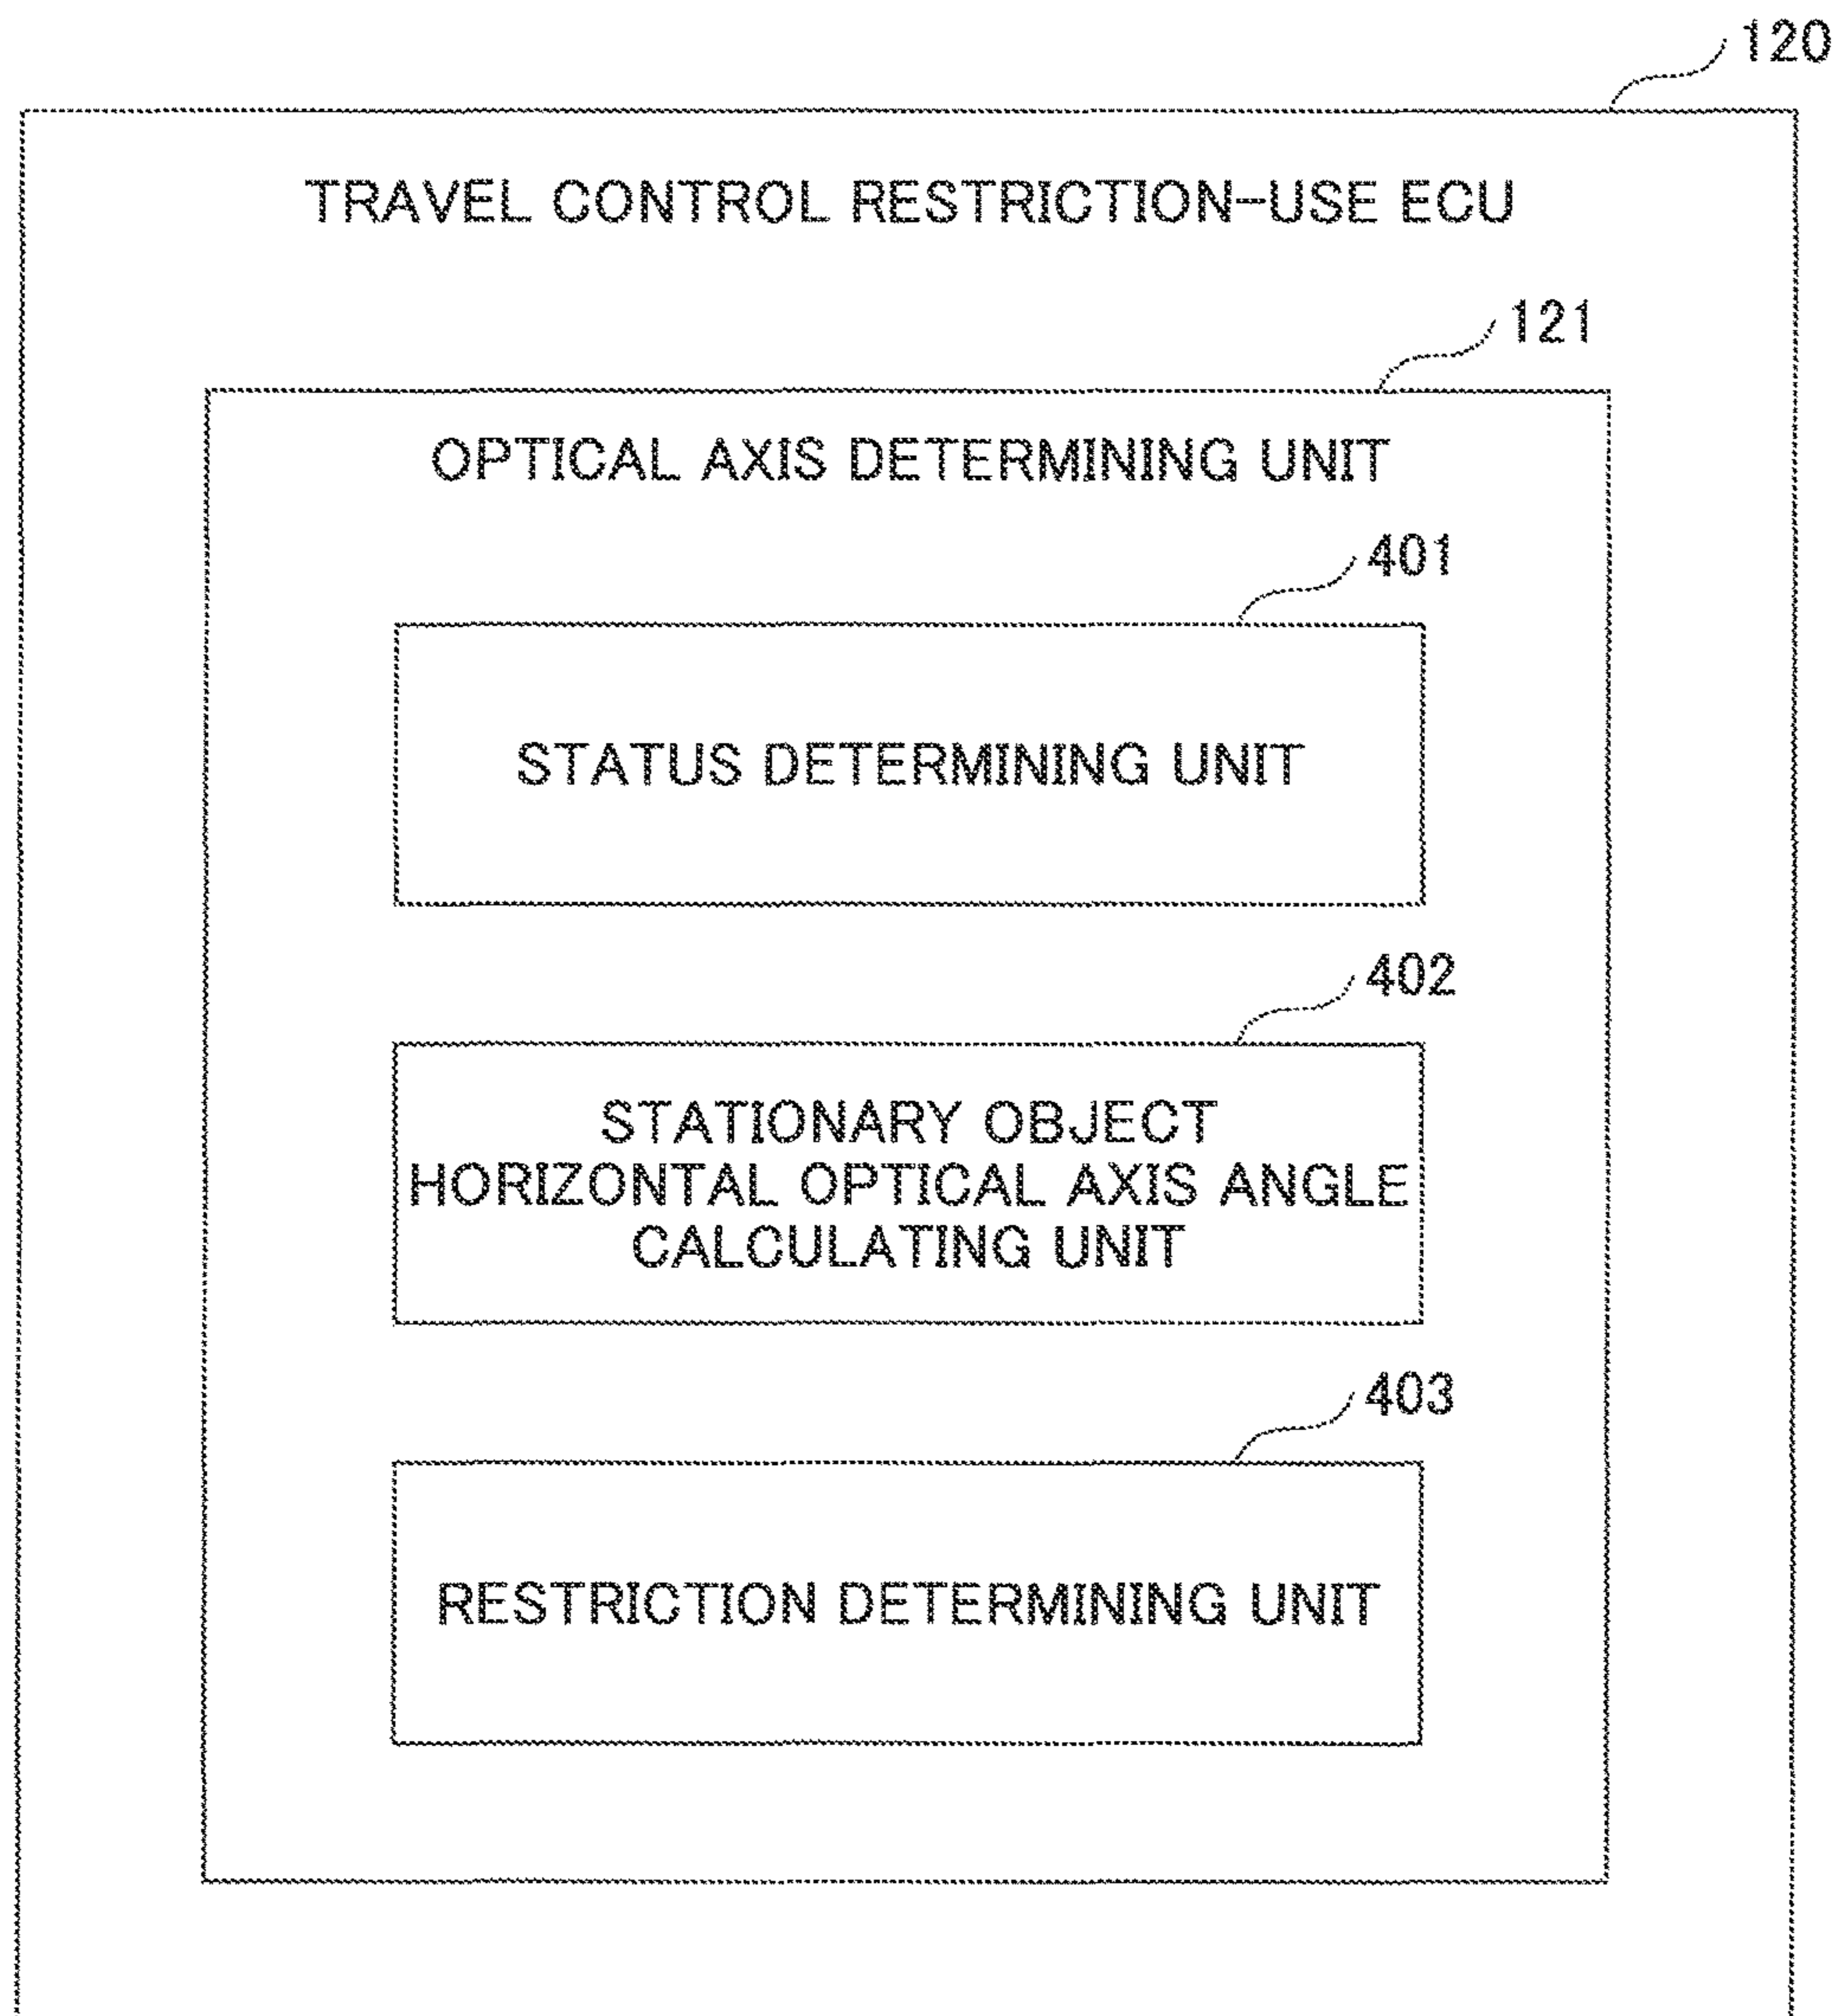 120
TRAVEL CONTROL RESTRICTION-USE ECU
121
OPTICAL AXIS DETERMINING UNIT
401
STATUS DETERMINING UNIT
402
STATIONARY OBJECT
HORIZONTAL OPTICAL AXIS ANGLE
CALCULATING UNIT
403
RESTRICTION DETERMINING UNIT